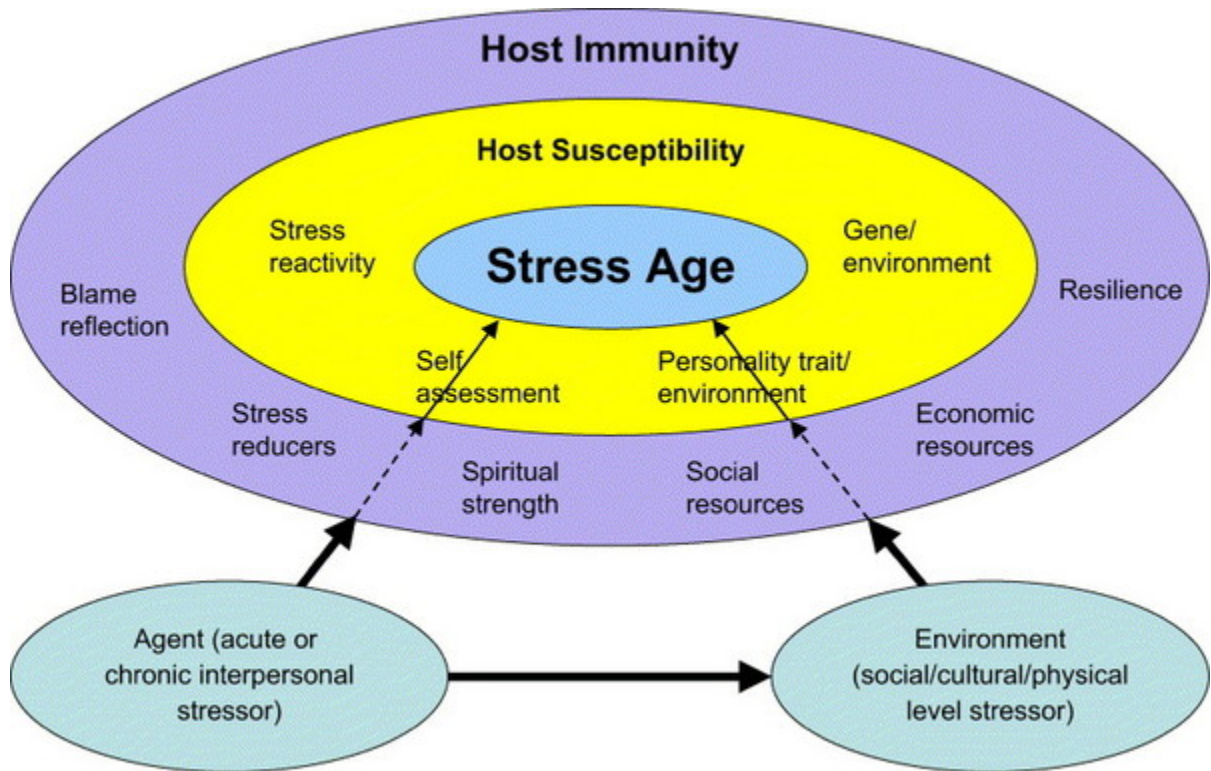 Host Immunity
Host Susceptibility
Stress
reactivity
Stress Age
Gene/
environment
Blame
reflection
Resilience
Self
assessment
Personality trait/
environment
Stress
reducers
Economic
resources
Spiritual
strength
Social
resources
Agent (acute or
chronic interpersonal
stressor)
Environment
(social/cultural/physical
level stressor)